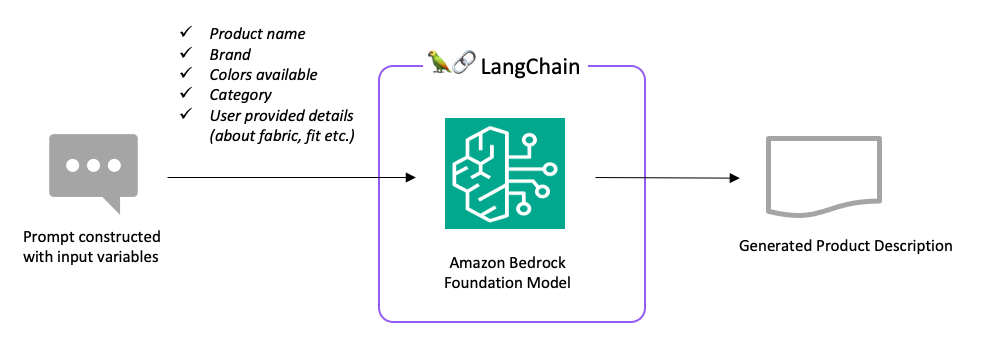 ✓ Product name
✓ Brand
✓ Colors available
✓ Category
✓ User provided details
(about fabric, fit etc.)
🦜🔗 LangChain
Prompt constructed
with input variables
Amazon Bedrock
Foundation Model
Generated Product Description